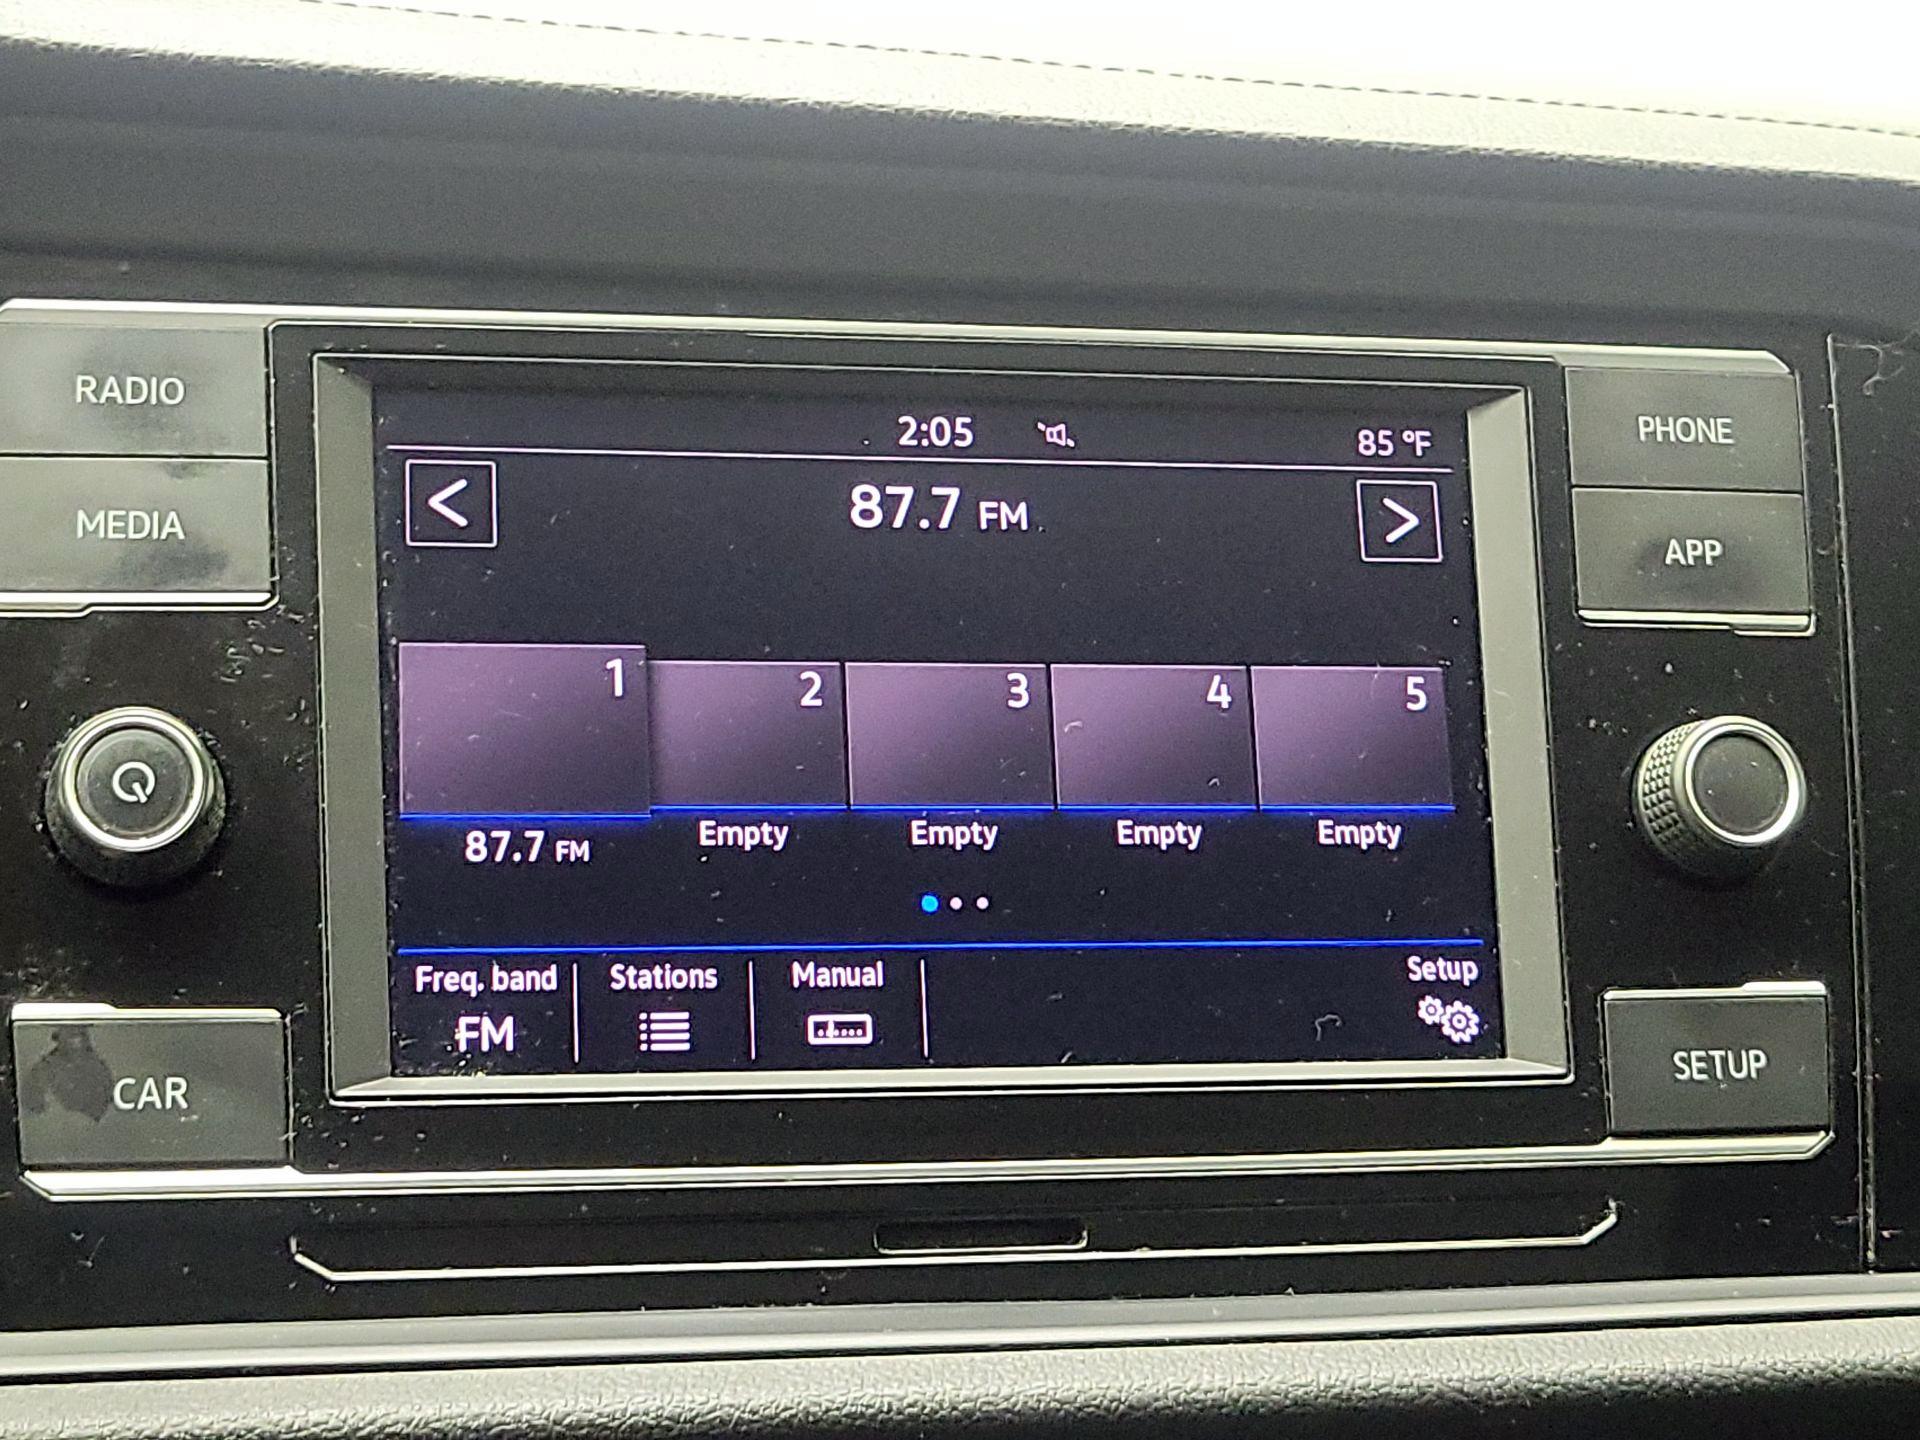 RADIO
MEDIA
2:05
85 °F
<
87.7 FM
>
PHONE
APP
1
2
3
4
5
87.7 FM
Empty
Empty
Empty
Empty
Freq. band
FM
Stations
Manual
Setup
CAR
SETUP